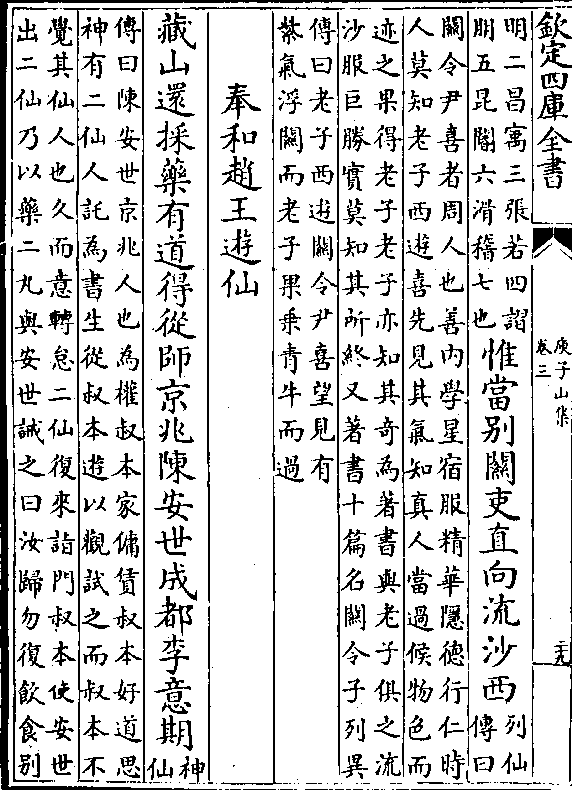 欽定四庫全書
庾子山集
卷三
二九
明二昌㝢三張若四謵
朋五昆閽六滑稽七也
惟當别關吏直向流沙西
列仙
傳曰
關令尹喜者周人也善内學星宿服精華隱德行仁時
人莫知老子西遊喜先見其氣知真人當過候物色而
迹之果得老子老子亦知其奇為著書與老子俱之流
沙服巨勝實莫知其所終又著書十篇名關令子列異
傳曰老子西遊關令尹喜望見有
紫氣浮關而老子果乗青牛而過
奉和趙王遊仙
藏山還採藥有道得從師京兆陳安世成都李意期
神
仙
傳曰陳安世京兆人也為權叔本家傭賃叔本好道思
神有二仙人託為書生從叔本遊以觀試之而叔本不
覺其仙人也久而意轉怠二仙復來詣門叔本使安世
出二仙乃以藥二丸與安世誡之曰汝歸勿復飲食别